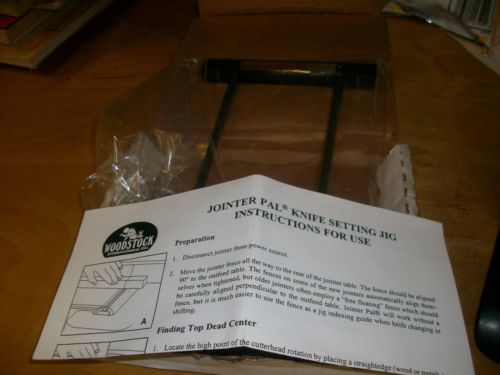 JOINTER PAL® KNIFE SETTING JIG
INSTRUCTIONS FOR USE
WOODSTOCK
INTERNATIONAL INC.
Preparation
1. Disconnect jointer from power source.
2. Move the jointer fence all the way to the rear of the jointer table. The fence should be aligned
90° to the outfeed table. The fences on some of the new jointers automatically align them-
selves when tightened, but older jointers often employ a "free floating" fence which should
be carefully aligned perpendicular to the outfeed table. Jointer Pal® will work without a
fence, but it is much easier to use the fence as a jig indexing guide when knife changing or
shifting.
A
Finding Top Dead Center
1. Locate the high point of the cutterhead rotation by placing a straightedge (wood or metal)